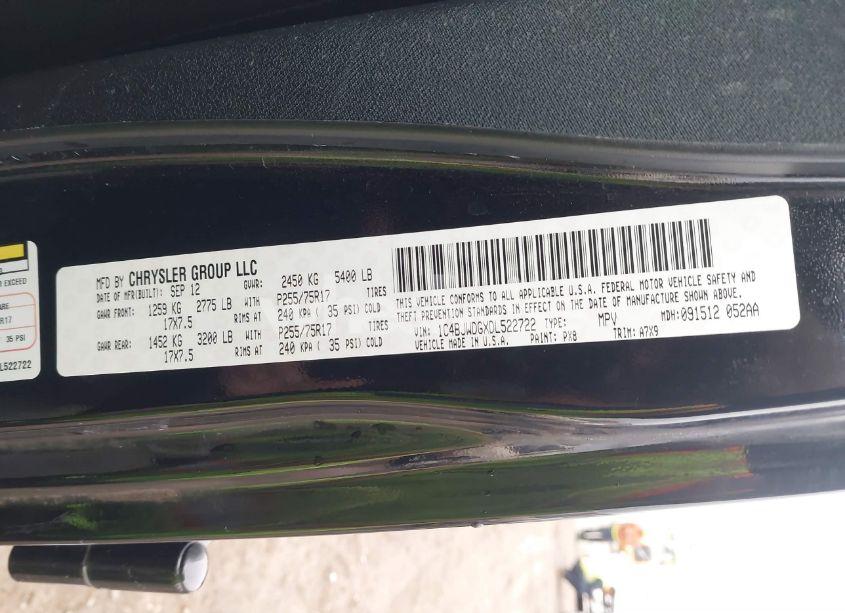 EXCEED
R17
35 PSI
L522722
MFD BY CHRYSLER GROUP LLC
DATE OF MFR(BUILT): SEP 12 GVWR: 2450 KG 5400 LB
GAWR FRONT: 1259 KG 2775 LB WITH P255/75R17 TIRES
17X7.5 RIMS AT 240 KPA ( 35 PSI) COLD
GAWR REAR: 1452 KG 3200 LB WITH P255/75R17 TIRES
17X7.5 RIMS AT 240 KPA ( 35 PSI) COLD
THIS VEHICLE CONFORMS TO ALL APPLICABLE U.S.A. FEDERAL MOTOR VEHICLE SAFETY AND
THEFT PREVENTION STANDARDS IN EFFECT ON THE DATE OF MANUFACTURE SHOWN ABOVE.
VIN: 1C4BJWDGXDL522722 TYPE: MPV MDH:091512 052AA
VEHICLE MADE IN U.S.A. PAINT: PX8 TRIM: A7X9